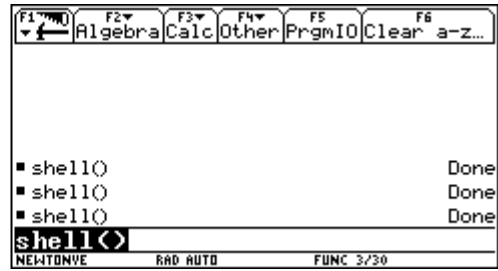 F1 F2 F3 F4 F5 F6
Algebra Calc Other PrgmIO Clear a-z…
shell() Done
shell() Done
shell() Done
shell()
NEWTONVE RAD AUTO FUNC 3/30